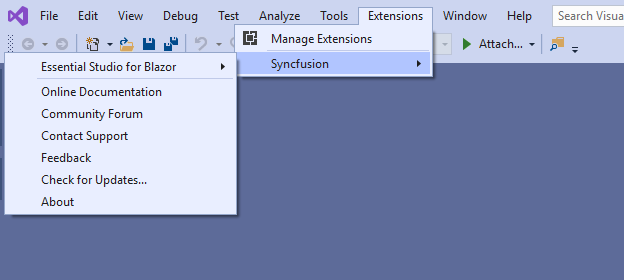 File Edit View Debug Test Analyze Tools Extensions Window Help Search Visua
Manage Extensions
Attach...
Syncfusion
Essential Studio for Blazor
Online Documentation
Community Forum
Contact Support
Feedback
Check for Updates...
About